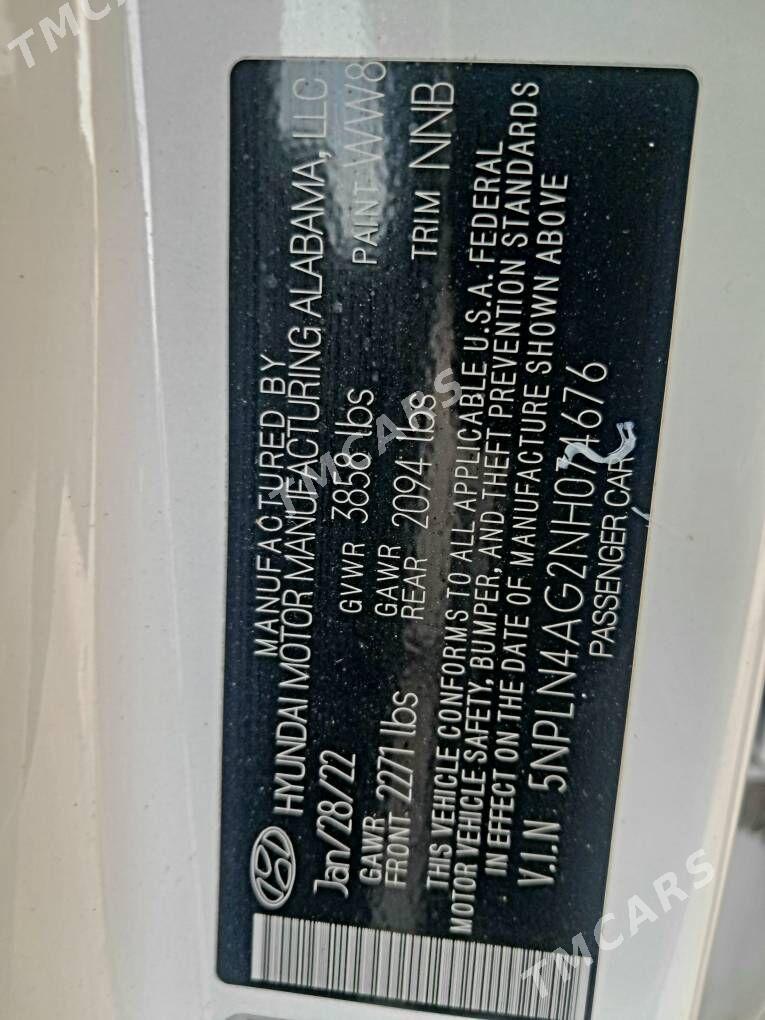 MANUFACTURED BY
HYUNDAI MOTOR MANUFACTURING ALABAMA, LLC
Jan/28/22 GVWR 3858 lbs PAINT WW8
GAWR FRONT 2271 lbs GAWR REAR 2094 lbs TRIM NNB
THIS VEHICLE CONFORMS TO ALL APPLICABLE U.S.A. FEDERAL
MOTOR VEHICLE SAFETY, BUMPER, AND THEFT PREVENTION STANDARDS
IN EFFECT ON THE DATE OF MANUFACTURE SHOWN ABOVE
V.I.N 5NPLN4AG2NH074676
PASSENGER CAR
TMCARS
TMCARS
TMCARS